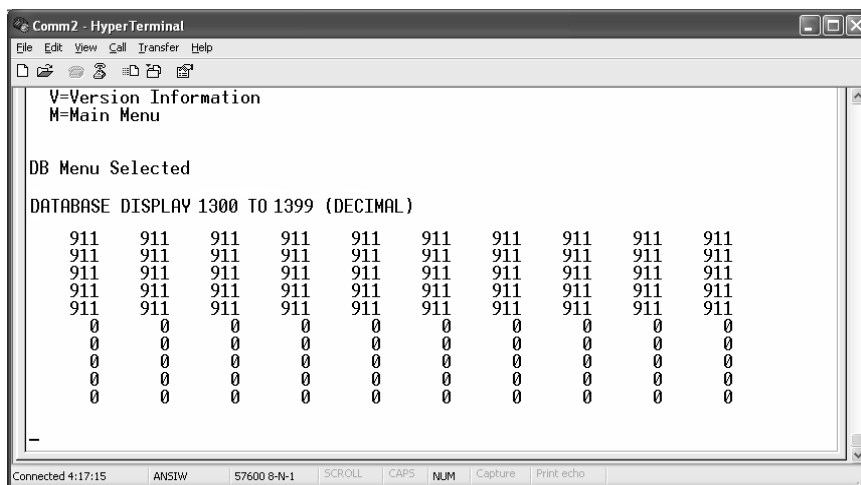 Comm2 - HyperTerminal
File Edit View Call Transfer Help
V=Version Information
M=Main Menu
DB Menu Selected
DATABASE DISPLAY 1300 TO 1399 (DECIMAL)
911 911 911 911 911 911 911 911 911 911
911 911 911 911 911 911 911 911 911 911
911 911 911 911 911 911 911 911 911 911
911 911 911 911 911 911 911 911 911 911
911 911 911 911 911 911 911 911 911 911
0 0 0 0 0 0 0 0 0 0
0 0 0 0 0 0 0 0 0 0
0 0 0 0 0 0 0 0 0 0
0 0 0 0 0 0 0 0 0 0
0 0 0 0 0 0 0 0 0 0
_
Connected 4:17:15 ANSIW 57600 8-N-1 SCROLL CAPS NUM Capture Print echo